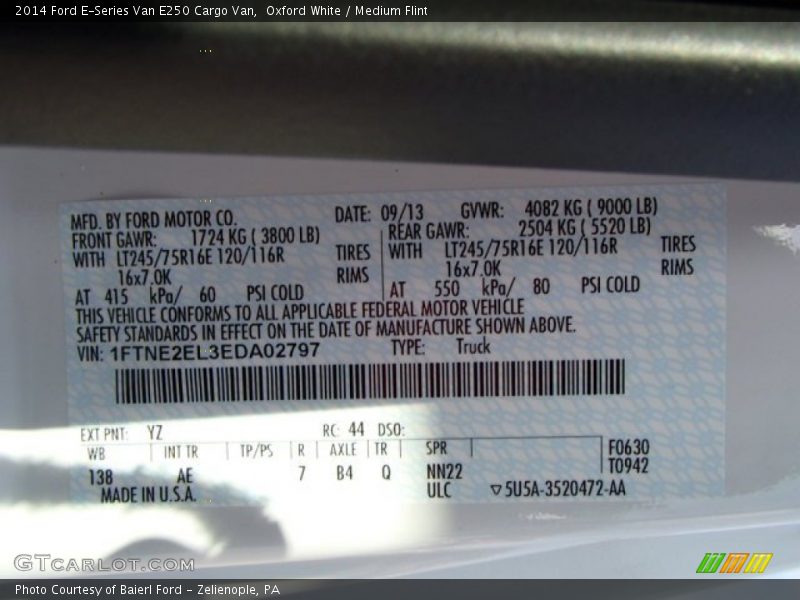 2014 Ford E-Series Van E250 Cargo Van, Oxford White / Medium Flint
MFD. BY FORD MOTOR CO. DATE: 09/13 GVWR: 4082 KG ( 9000 LB)
FRONT GAWR: 1724 KG ( 3800 LB) REAR GAWR: 2504 KG ( 5520 LB)
WITH LT245/75R16E 120/116R TIRES WITH LT245/75R16E 120/116R TIRES
16x7.0K RIMS 16x7.0K RIMS
AT 415 kPa/ 60 PSI COLD AT 550 kPa/ 80 PSI COLD
THIS VEHICLE CONFORMS TO ALL APPLICABLE FEDERAL MOTOR VEHICLE
SAFETY STANDARDS IN EFFECT ON THE DATE OF MANUFACTURE SHOWN ABOVE.
VIN: 1FTNE2EL3EDA02797 TYPE: Truck
EXT PNT: YZ RC: 44 DSO:
WB INT TR TP/PS R AXLE TR SPR F0630
138 AE 7 B4 Q NN22 T0942
MADE IN U.S.A. ULC ▽5U5A-3520472-AA
GTCARLOT.COM
Photo Courtesy of Baierl Ford - Zelienople, PA